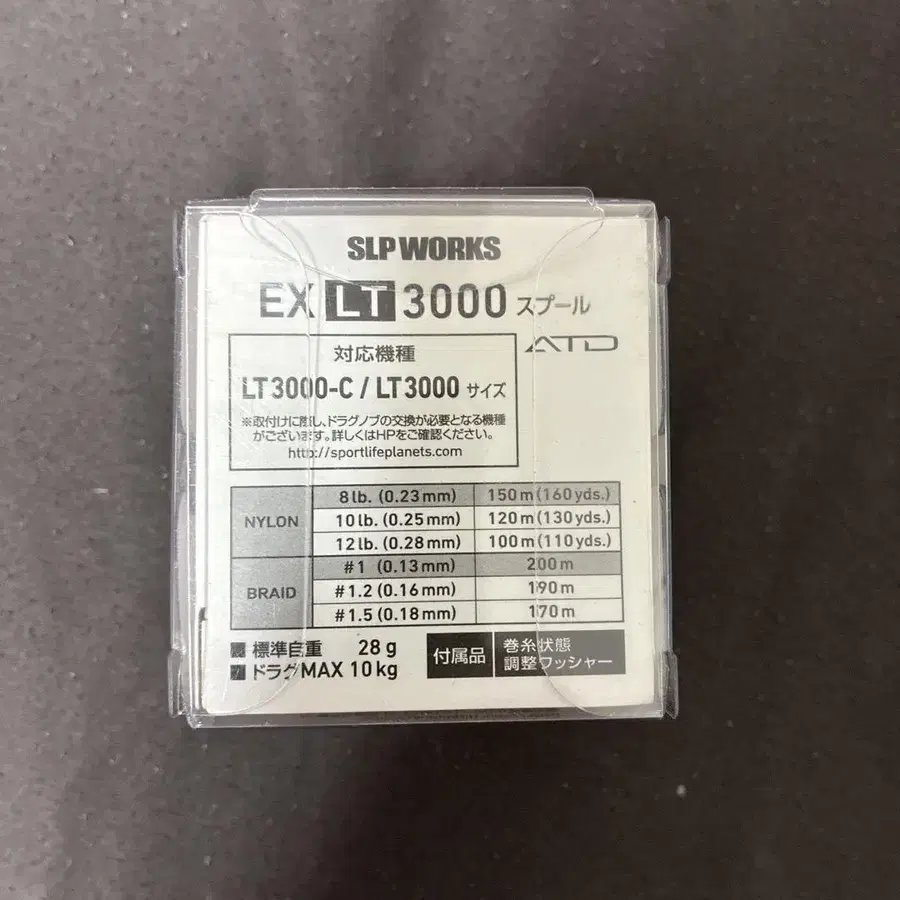 SLP WORKS
EX LT 3000 スプール
ATD
対応機種
LT3000-C / LT3000 サイズ
※取付けに際し、ドラグノブの交換が必要となる機種
がございます。詳しくはHPをご確認ください。
http://sportlifeplanets.com
NYLON
8 lb. (0.23 mm) 150 m (160 yds.)
10 lb. (0.25 mm) 120 m (130 yds.)
12 lb. (0.28 mm) 100 m (110 yds.)
BRAID
#1 (0.13 mm) 200 m
#1.2 (0.16 mm) 190 m
#1.5 (0.18 mm) 170 m
■ 標準自重 28 g
■ ドラグMAX 10 kg
付属品
巻糸状態
調整ワッシャー